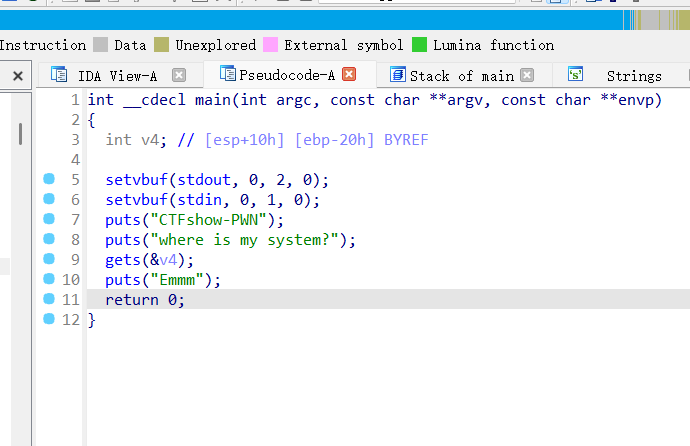 Instruction Data Unexplored External symbol Lumina function
IDA View-A Pseudocode-A Stack of main Strings
1 int __cdecl main(int argc, const char **argv, const char **envp)
2 {
3 int v4; // [esp+10h] [ebp-20h] BYREF
4
5 setvbuf(stdout, 0, 2, 0);
6 setvbuf(stdin, 0, 1, 0);
7 puts("CTFshow-PWN");
8 puts("where is my system?");
9 gets(&v4);
10 puts("Emmm");
11 return 0;
12 }